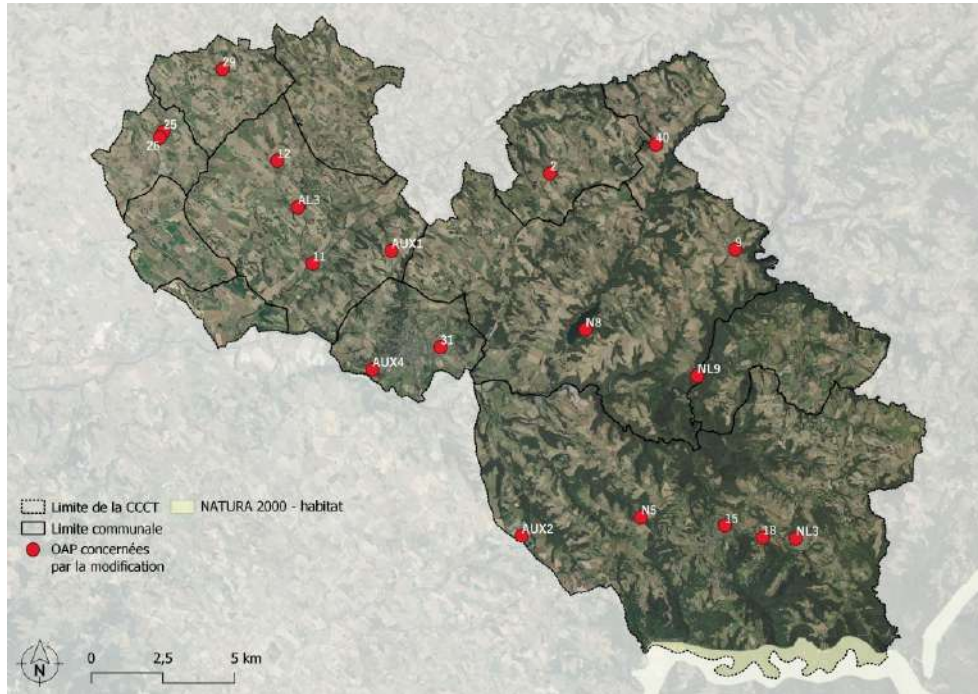 29
25
26
12
40
2
AL3
AUX1
9
11
N8
31
AUX4
NL9
Limite de la CCCT
NATURA 2000 - habitat
Limite communale
OAP concernées
par la modification
N5
15
18
NL3
AUX2
N
0
2,5
5 km